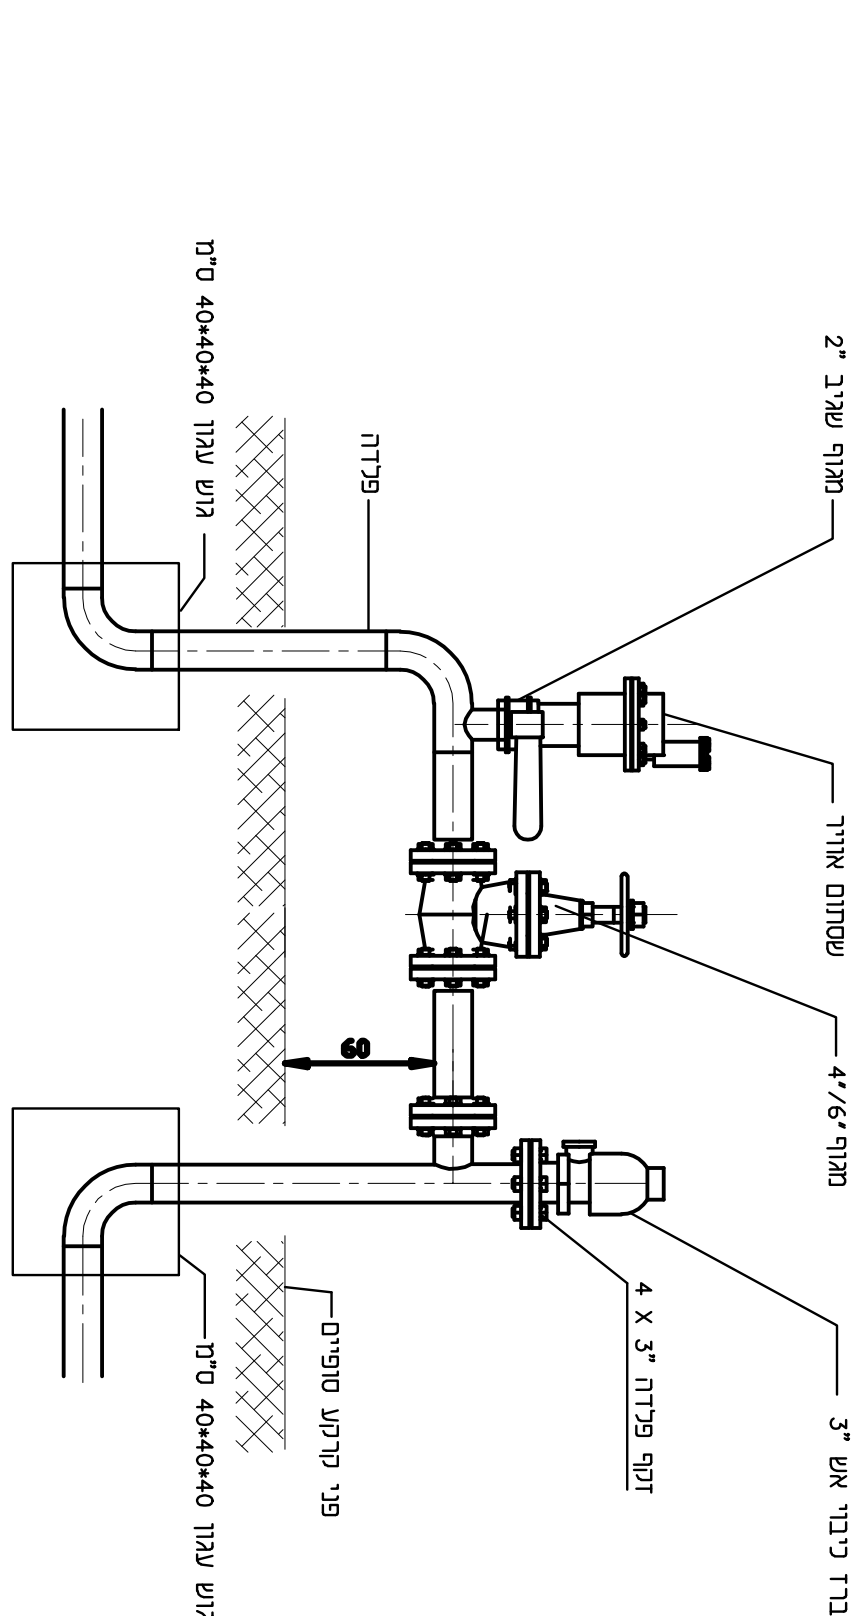 מגוף שגיב 2"
שסתום אוויר
מגוף 4"/6"
ברז כיבוי אש 3"
זקף פלדה 4 X 3"
פלדה
60
פני קרקע סופיים
גוש עגון 40*40*40 ס"מ
גוש עגון 40*40*40 ס"מ